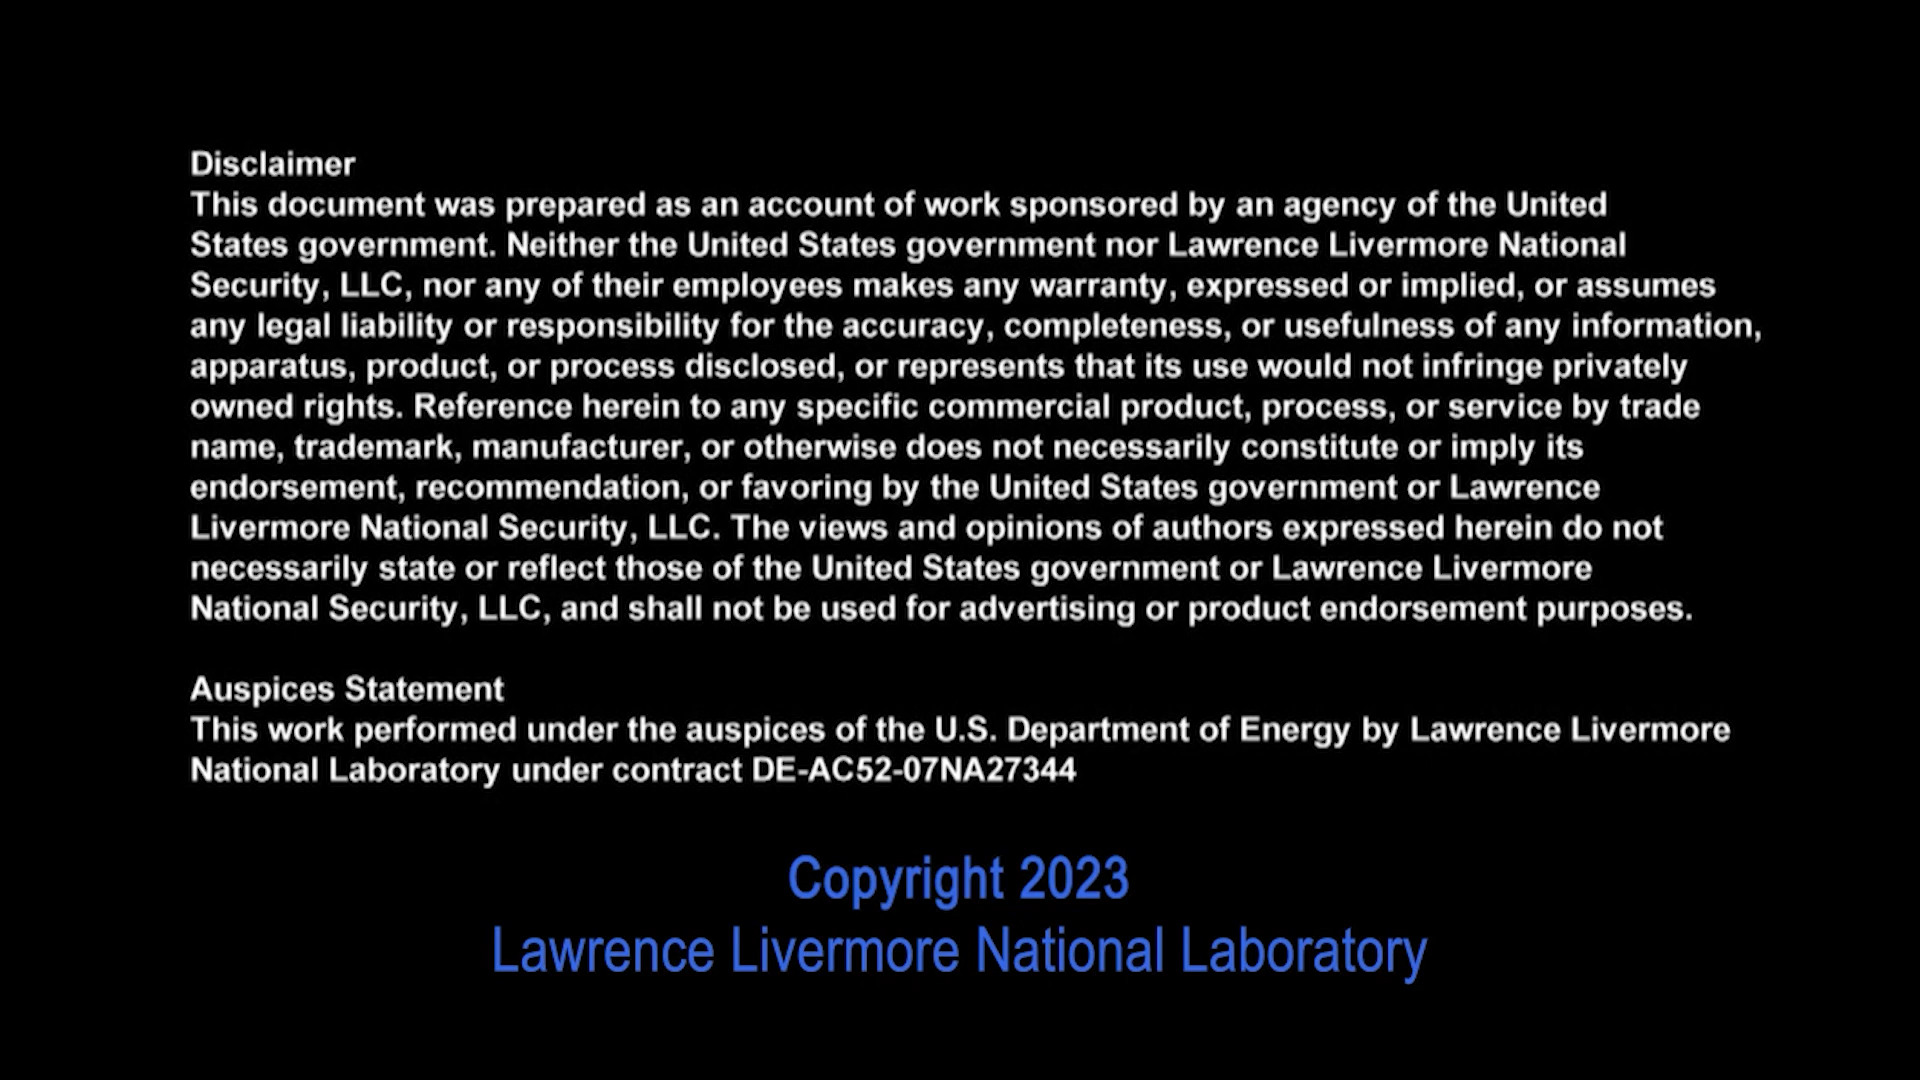 Disclaimer
This document was prepared as an account of work sponsored by an agency of the United
States government. Neither the United States government nor Lawrence Livermore National
Security, LLC, nor any of their employees makes any warranty, expressed or implied, or assumes
any legal liability or responsibility for the accuracy, completeness, or usefulness of any information,
apparatus, product, or process disclosed, or represents that its use would not infringe privately
owned rights. Reference herein to any specific commercial product, process, or service by trade
name, trademark, manufacturer, or otherwise does not necessarily constitute or imply its
endorsement, recommendation, or favoring by the United States government or Lawrence
Livermore National Security, LLC. The views and opinions of authors expressed herein do not
necessarily state or reflect those of the United States government or Lawrence Livermore
National Security, LLC, and shall not be used for advertising or product endorsement purposes.
Auspices Statement
This work performed under the auspices of the U.S. Department of Energy by Lawrence Livermore
National Laboratory under contract DE-AC52-07NA27344
Copyright 2023
Lawrence Livermore National Laboratory